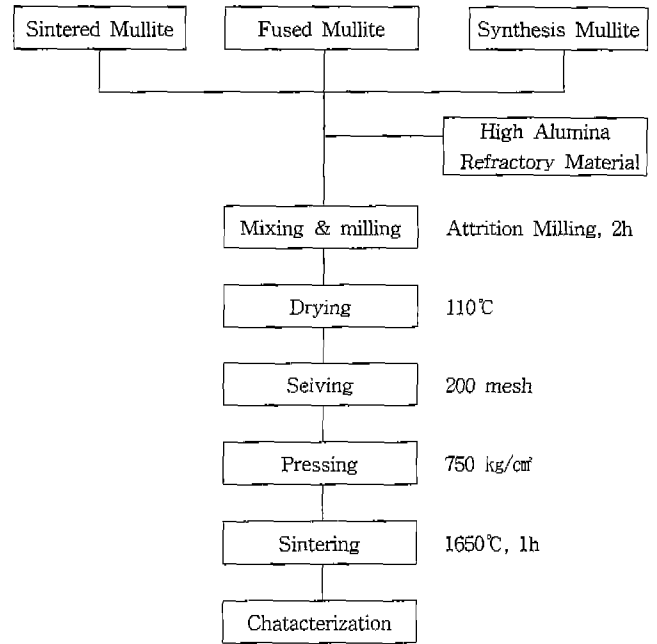 Sintered Mullite
Fused Mullite
Synthesis Mullite
High Alumina
Refractory Material
Mixing & milling
Attrition Milling, 2h
Drying
110℃
Seiving
200 mesh
Pressing
750 kg/㎠
Sintering
1650℃, 1h
Chatacterization